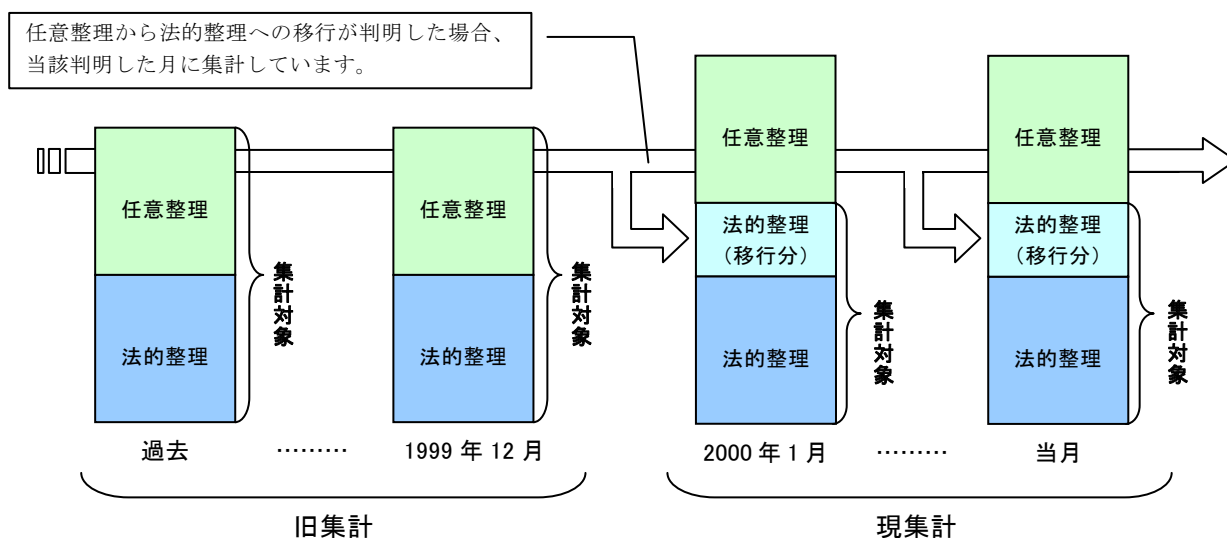 任意整理から法的整理への移行が判明した場合、
当該判明した月に集計しています。
任意整理
法的整理
集計対象
過去
………
任意整理
法的整理
集計対象
1999 年 12 月
任意整理
法的整理
（移行分）
法的整理
集計対象
2000 年 1 月
………
任意整理
法的整理
（移行分）
法的整理
集計対象
当月
旧集計
現集計